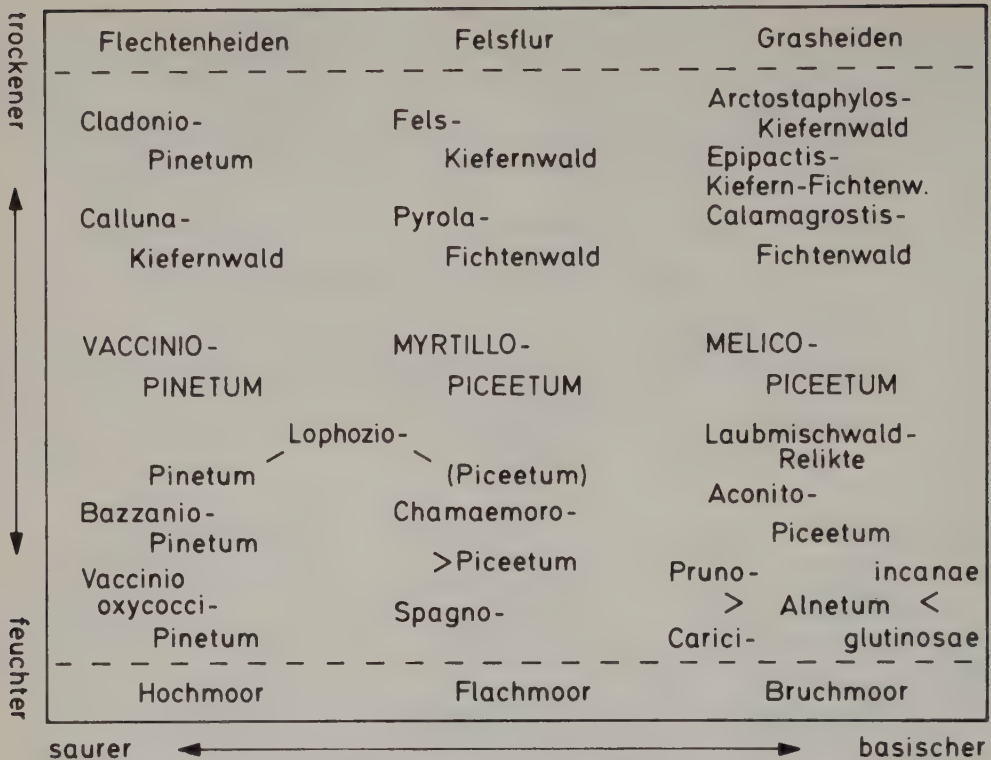 trockener
feuchter
Flechtenheiden Felsflur Grasheiden
Cladonio-
Pinetum
Fels-
Kiefernwald
Arctostaphylos-
Kiefernwald
Epipactis-
Kiefern-Fichtenw.
Calluna-
Kiefernwald
Pyrola-
Fichtenwald
Calamagrostis-
Fichtenwald
VACCINIO-
PINETUM
MYRTILLO-
PICEETUM
MELICO-
PICEETUM
Lophozio-
Pinetum (Piceetum)
Laubmischwald-
Relikte
Bazzanio-
Pinetum
Chamaemoro-
>Piceetum
Spagno-
Aconito-
Piceetum
Vaccinio
oxycocci-
Pinetum
Pruno- incanae
> Alnetum <
Carici- glutinosae
Hochmoor Flachmoor Bruchmoor
saurer basischer